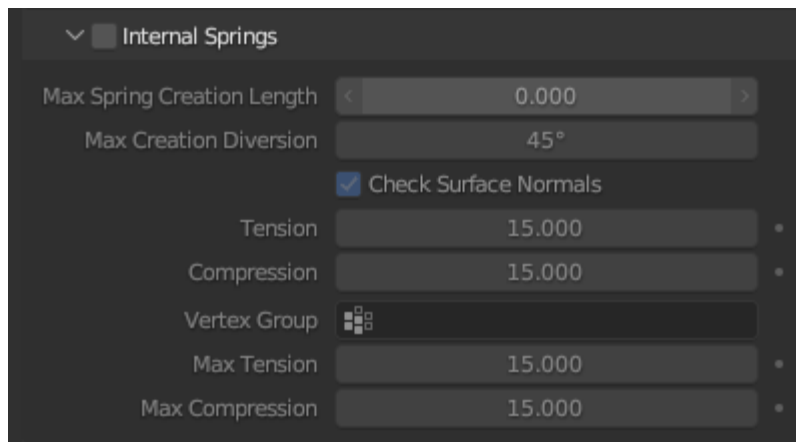 Internal Springs
Max Spring Creation Length 0.000
Max Creation Diversion 45°
Check Surface Normals
Tension 15.000
Compression 15.000
Vertex Group
Max Tension 15.000
Max Compression 15.000